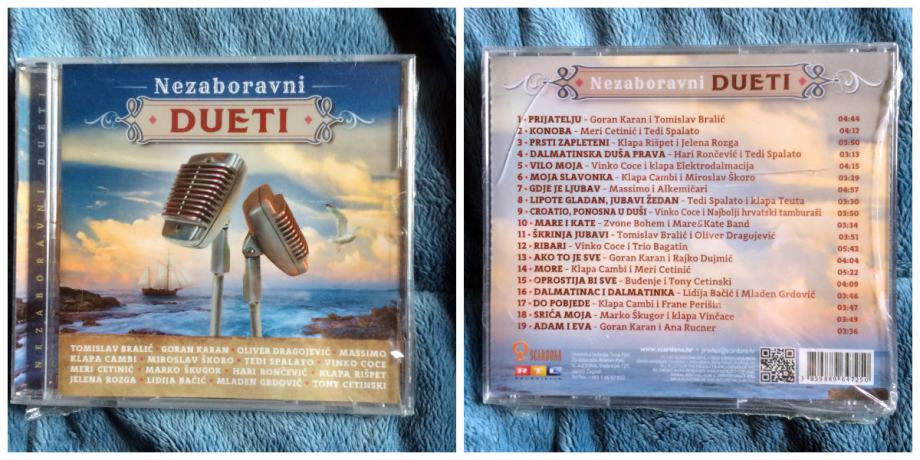 NEZABORAVNI DUETI
Nezaboravni
DUETI
TOMISLAV BRALIĆ • GORAN KARAN • OLIVER DRAGOJEVIĆ • MASSIMO
KLAPA CAMBI • MIROSLAV ŠKORO • TEDI SPALATO • VINKO COCE
MERI CETINIĆ • MARKO ŠKUGOR • HARI RONČEVIĆ • KLAPA RIŠPET
JELENA ROZGA • LIDIJA BAČIĆ • MLADEN GRDOVIĆ • TONY CETINSKI
Nezaboravni DUETI
1 • PRIJATELJU - Goran Karan i Tomislav Bralić 04:44
2 • KONOBA - Meri Cetinić i Tedi Spalato 04:12
3 • PRSTI ZAPLETENI - Klapa Rišpet i Jelena Rozga 03:50
4 • DALMATINSKA DUŠA PRAVA - Hari Rončević i Tedi Spalato 03:13
5 • VILO MOJA - Vinko Coce i klapa Elektrodalmacija 04:15
6 • MOJA SLAVONKA - Klapa Cambi i Miroslav Škoro 03:29
7 • GDJE JE LJUBAV - Massimo i Alkemičari 04:57
8 • LIPOTE GLADAN, JUBAVI ŽEDAN - Tedi Spalato i klapa Teuta 03:30
9 • CROATIO, PONOSNA U DUŠI - Vinko Coce i Najbolji hrvatski tamburaši 03:50
10 • MARE I KATE - Zvone Bohem i Mare&Kate Band 03:34
11 • ŠKRINJA JUBAVI - Tomislav Bralić i Oliver Dragojević 03:51
12 • RIBARI - Vinko Coce i Trio Bagatin 05:42
13 • AKO TO JE SVE - Goran Karan i Rajko Dujmić 04:04
14 • MORE - Klapa Cambi i Meri Cetinić 05:22
15 • OPROSTIJA BI SVE - Buđenje i Tony Cetinski 04:09
16 • DALMATINAC I DALMATINKA - Lidija Bačić i Mladen Grdović 03:46
17 • DO POBJEDE - Klapa Cambi i Frane Perišin 03:47
18 • SRIĆA MOJA - Marko Škugor i klapa Vinčace 03:49
19 • ADAM I EVA - Goran Karan i Ana Rucner 03:36
SCARDONA
RTL
www.scardona.hr • prodaja@scardona.hr
3 859889 647250